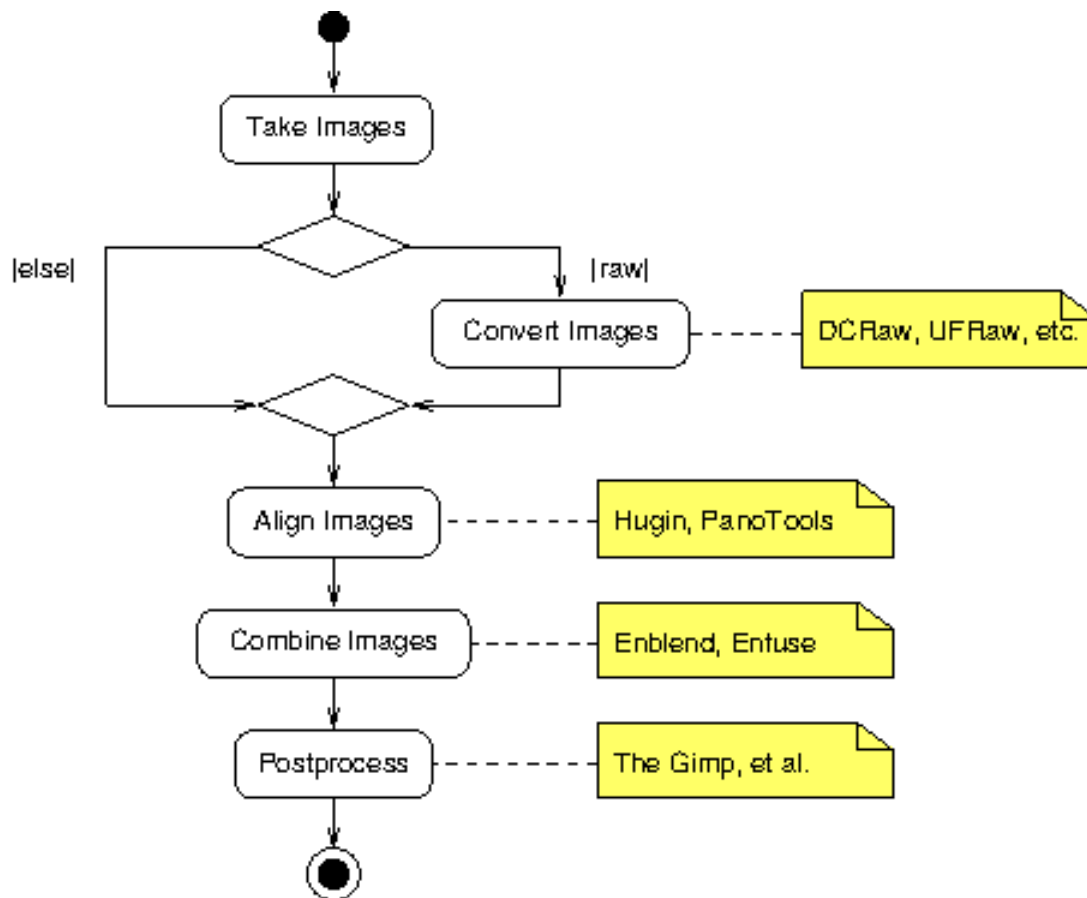 Take Images
|else|
|raw|
Convert Images
DCRaw, UFRaw, etc.
Align Images
Hugin, PanoTools
Combine Images
Enblend, Enfuse
Postprocess
The Gimp, et al.